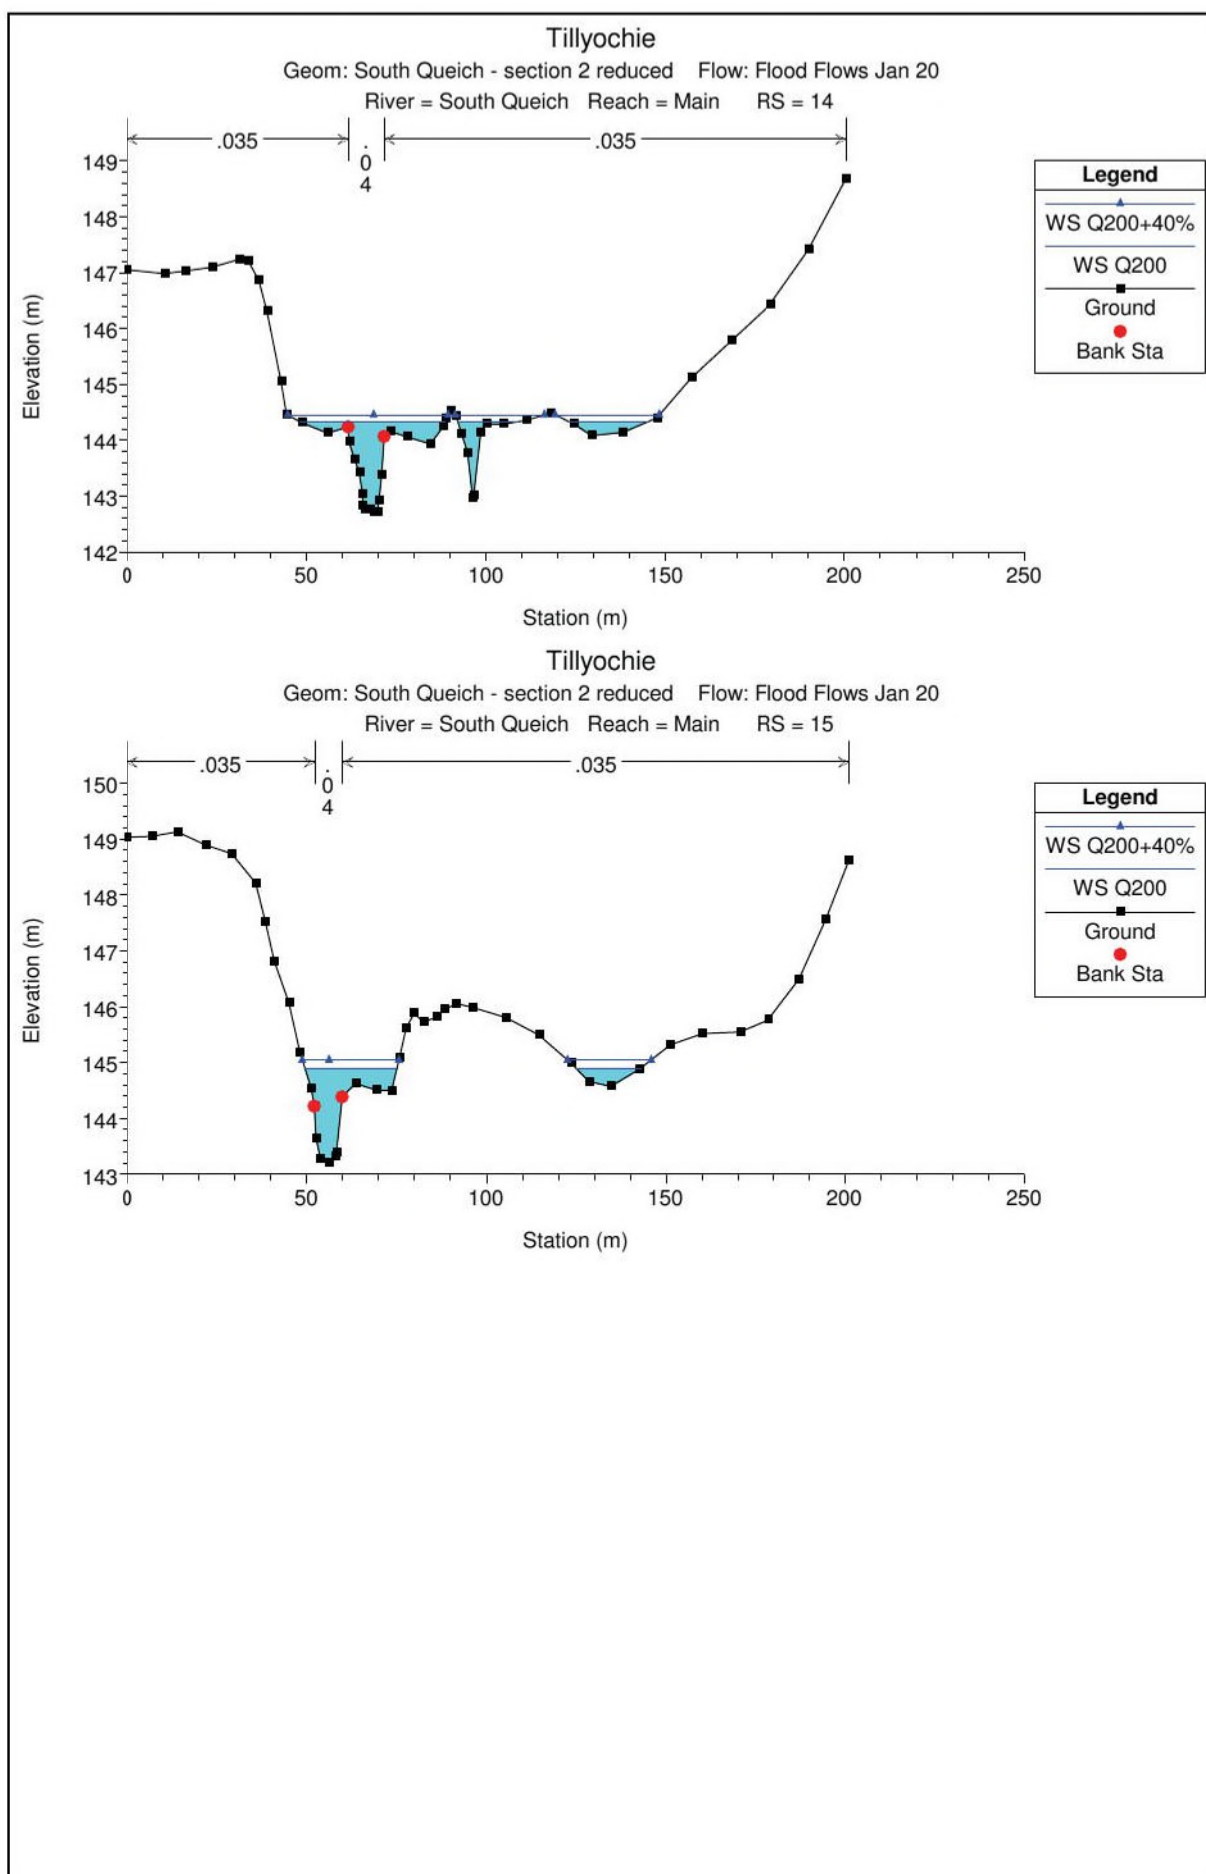 Tillyochie
Geom: South Queich - section 2 reduced Flow: Flood Flows Jan 20
River = South Queich Reach = Main RS = 14
.035 .04 .035
149
148
147
146
145
144
143
142
Elevation (m)
0 50 100 150 200 250
Station (m)
Legend
WS Q200+40%
WS Q200
Ground
Bank Sta
Tillyochie
Geom: South Queich - section 2 reduced Flow: Flood Flows Jan 20
River = South Queich Reach = Main RS = 15
.035 .04 .035
150
149
148
147
146
145
144
143
Elevation (m)
0 50 100 150 200 250
Station (m)
Legend
WS Q200+40%
WS Q200
Ground
Bank Sta